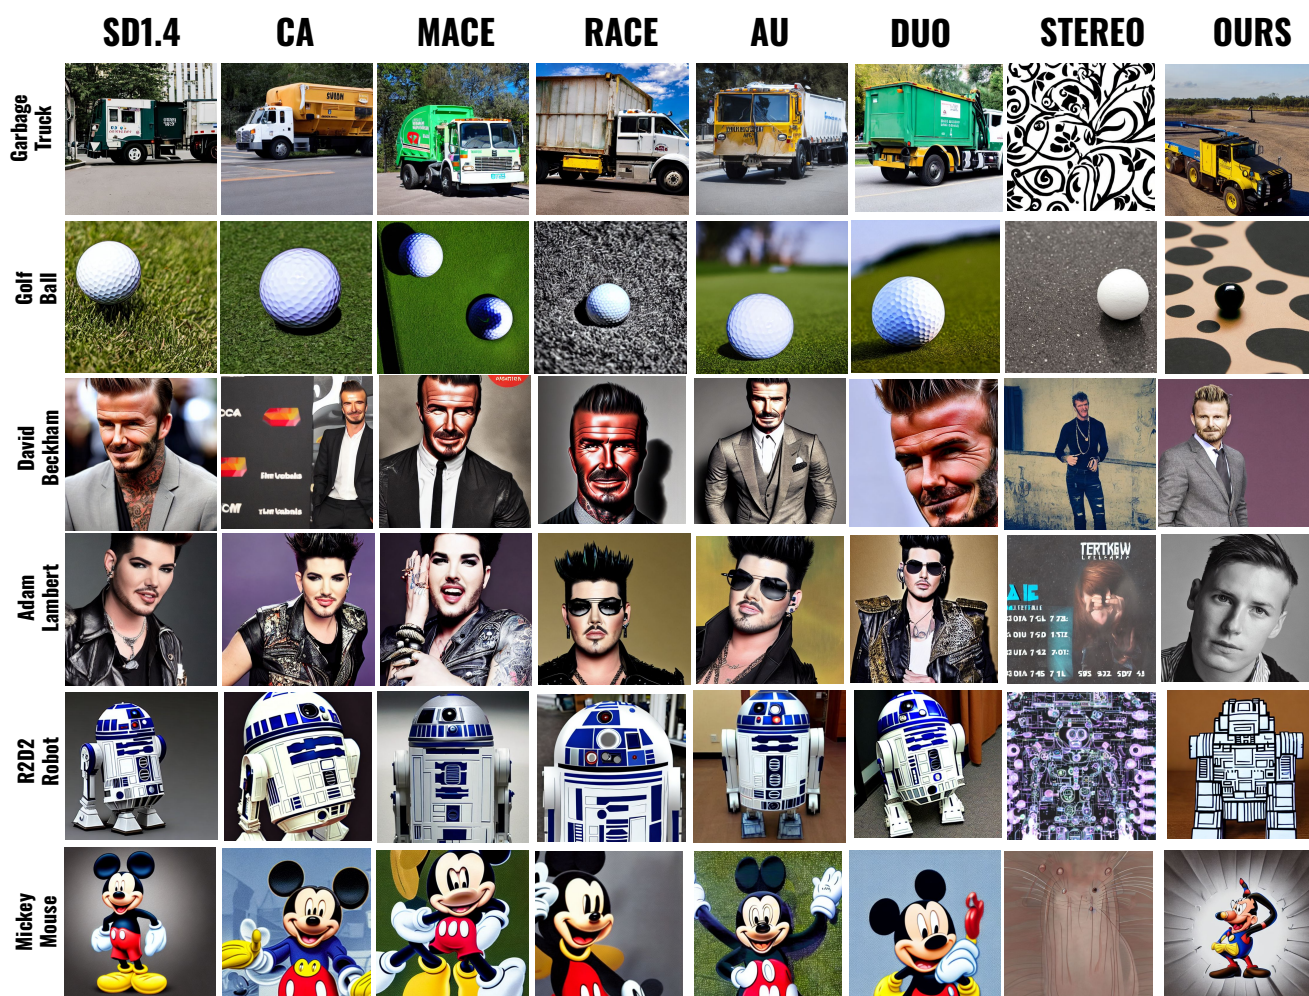 SD1.4 CA MACE RACE AU DUO STEREO OURS
Garbage
Truck
Golf
Ball
David
Beckham
Adam
Lambert
TERTKGW
R2D2
Robot
Mickey
Mouse